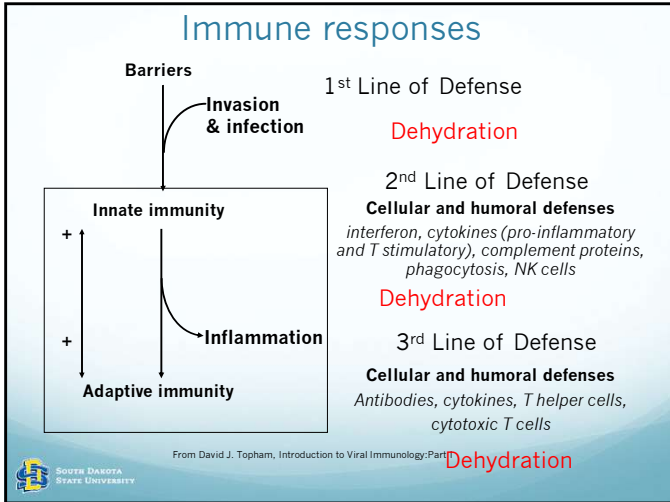 Immune responses
Barriers
Invasion
& infection
1st Line of Defense
Dehydration
Innate immunity
+
+
Inflammation
Adaptive immunity
2nd Line of Defense
Cellular and humoral defenses
interferon, cytokines (pro-inflammatory
and T stimulatory), complement proteins,
phagocytosis, NK cells
Dehydration
3rd Line of Defense
Cellular and humoral defenses
Antibodies, cytokines, T helper cells,
cytotoxic T cells
From David J. Topham, Introduction to Viral Immunology:Part
Dehydration
SOUTH DAKOTA
STATE UNIVERSITY